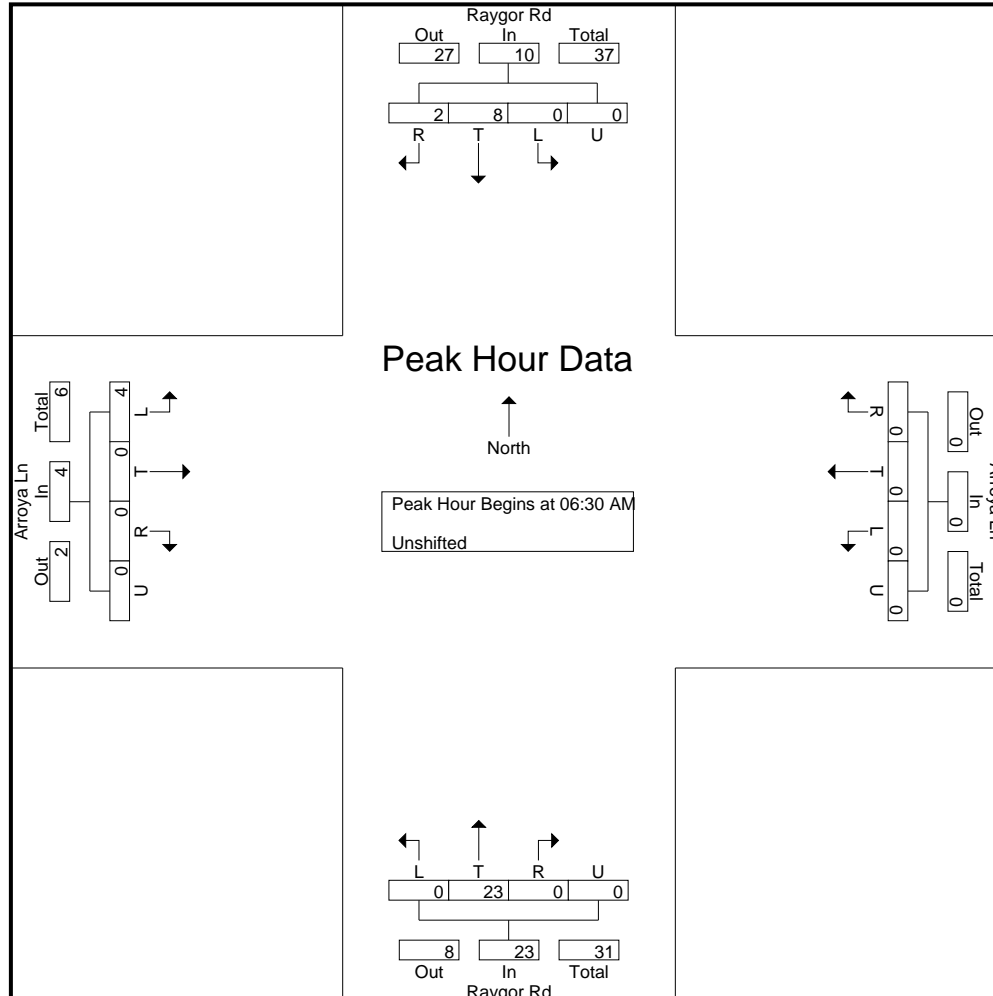 Raygor Rd
Out In Total
27 10 37
2 8 0 0
R T L U
Peak Hour Data
North
Peak Hour Begins at 06:30 AM
Unshifted
Arroya Ln
Total In Out
6 4 2
4 0 0 0
L T R U
R T L U
0 0 0 0
Out In Total
0 0 0
L T R U
0 23 0 0
8 23 31
Out In Total
Raygor Rd